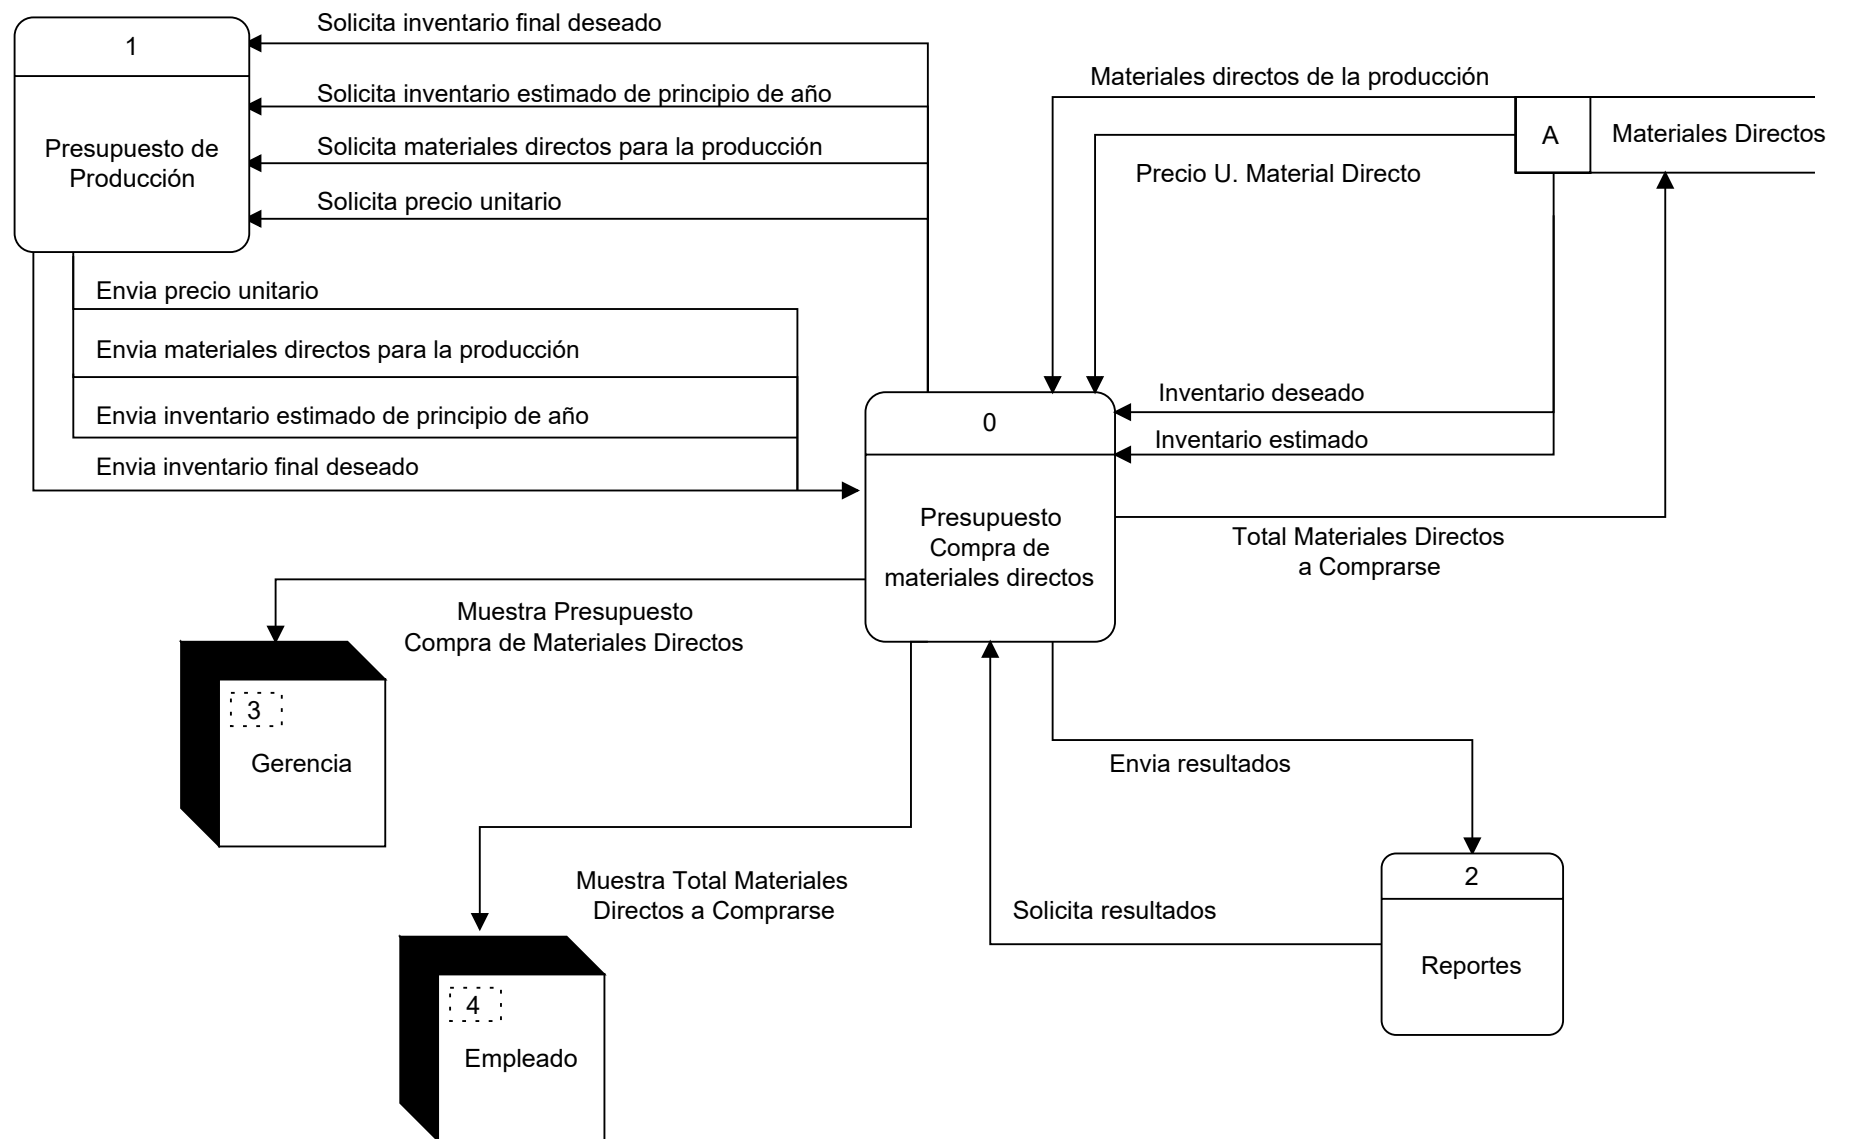 Solicita inventario final deseado
1
Solicita inventario estimado de principio de año
Presupuesto de
Producción
Solicita materiales directos para la producción
Solicita precio unitario
Materiales directos de la producción
A
Materiales Directos
Precio U. Material Directo
Envia precio unitario
Envia materiales directos para la producción
Envia inventario estimado de principio de año
Envia inventario final deseado
0
Presupuesto
Compra de
materiales directos
Inventario deseado
Inventario estimado
Total Materiales Directos
a Comprarse
Muestra Presupuesto
Compra de Materiales Directos
3
Gerencia
Envia resultados
Muestra Total Materiales
Directos a Comprarse
Solicita resultados
2
Reportes
4
Empleado